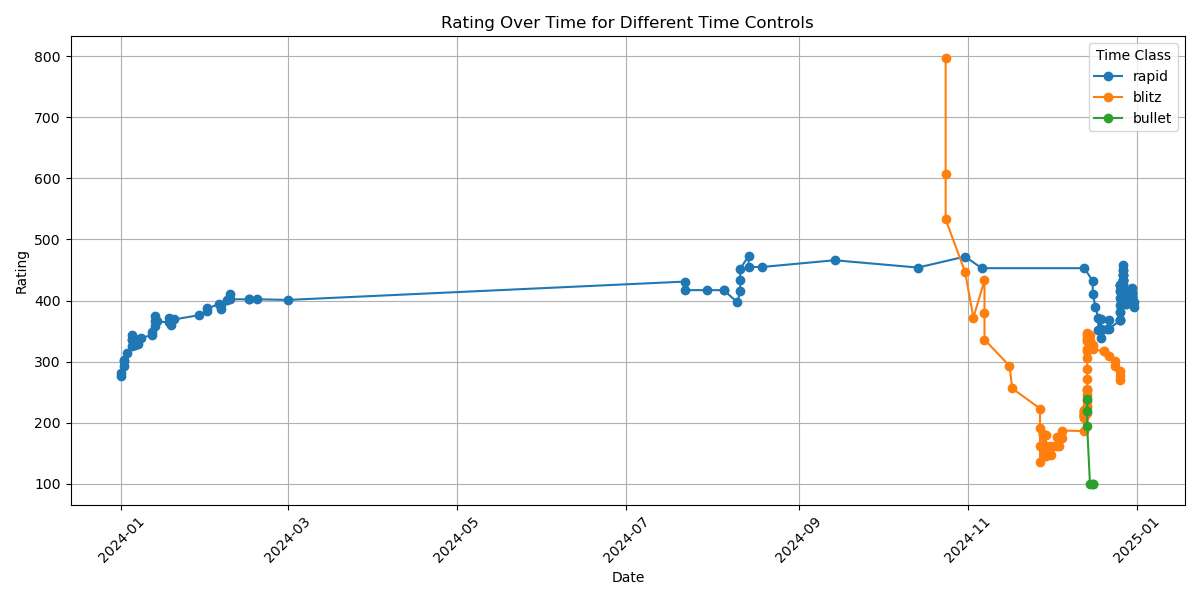 Rating Over Time for Different Time Controls
Time Class
rapid
blitz
bullet
Rating
800
700
600
500
400
300
200
100
2024-01
2024-03
2024-05
2024-07
2024-09
2024-11
2025-01
Date